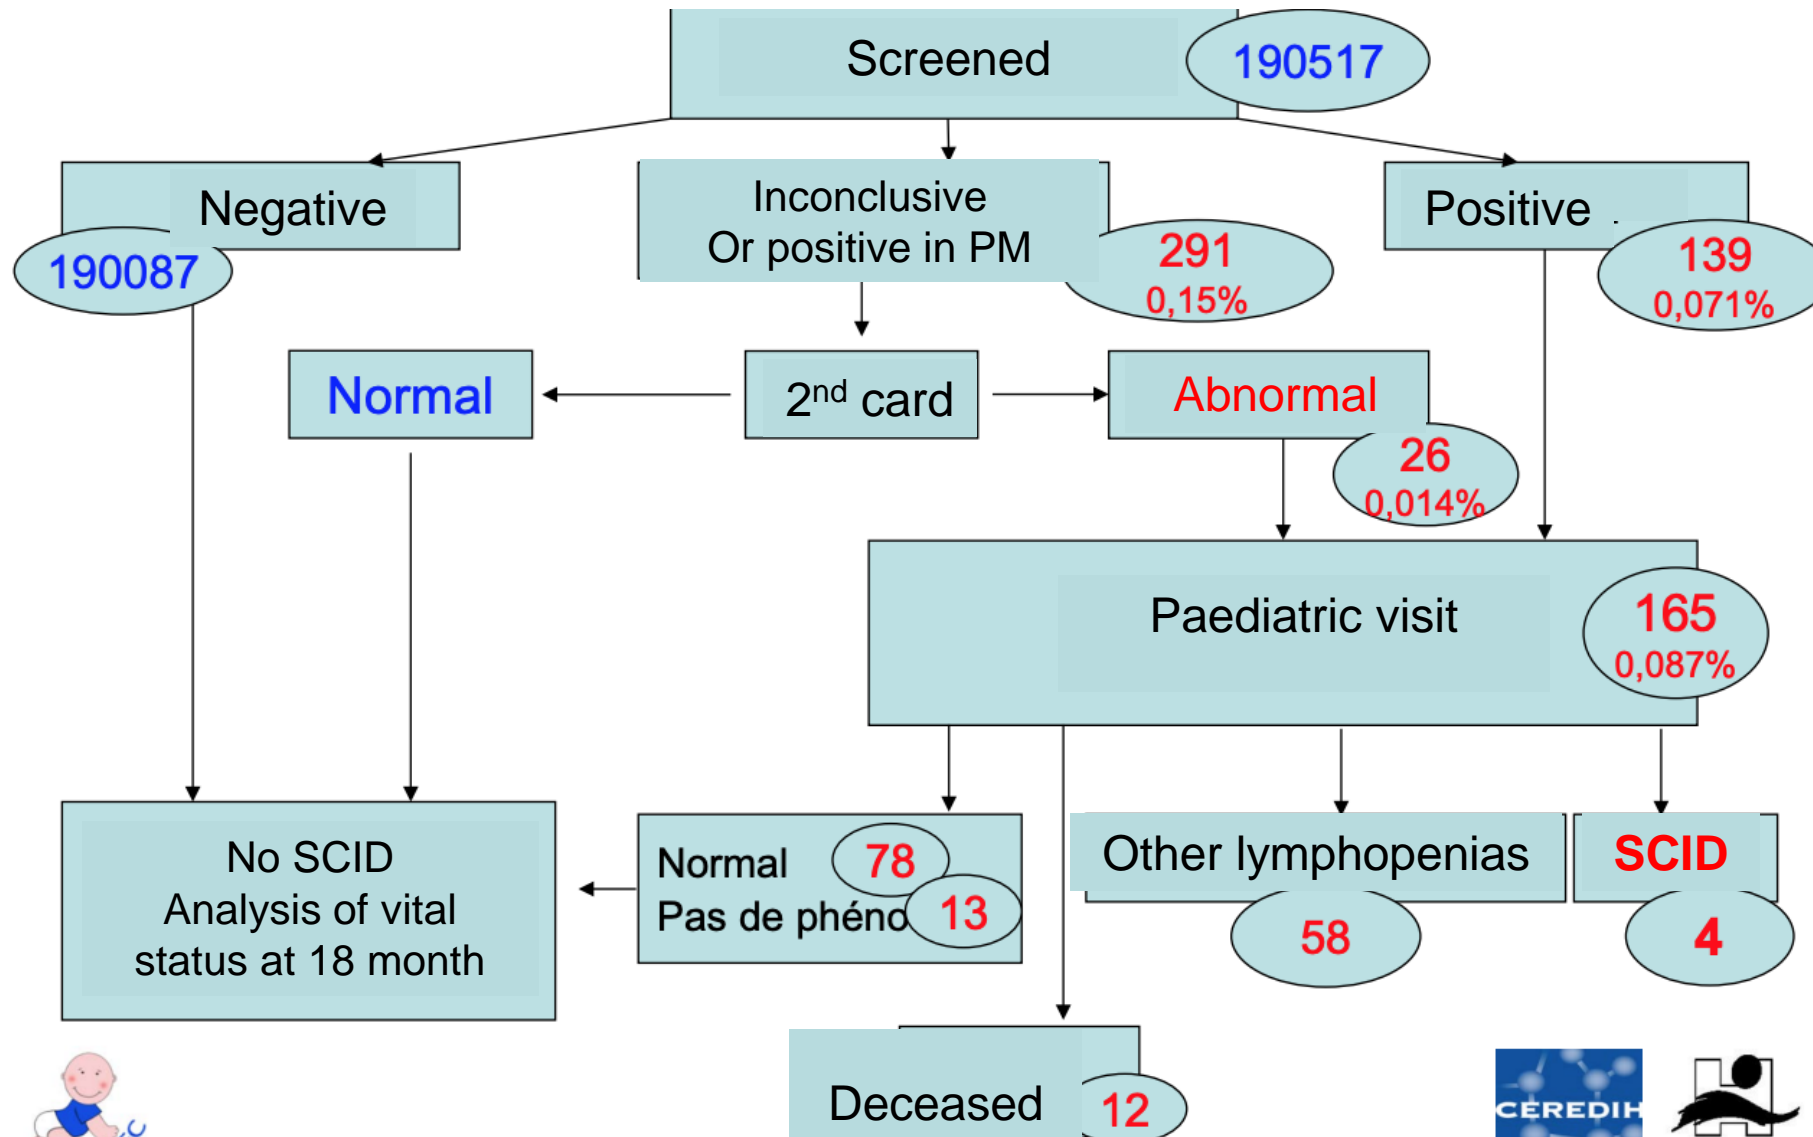 Screened
190517
Negative
190087
Inconclusive
Or positive in PM
291
0,15%
Positive
139
0,071%
Normal
2nd card
Abnormal
26
0,014%
Paediatric visit
165
0,087%
No SCID
Analysis of vital
status at 18 month
Normal 78
Pas de phéno 13
Other lymphopenias
58
SCID
4
Deceased 12
CEREDIH